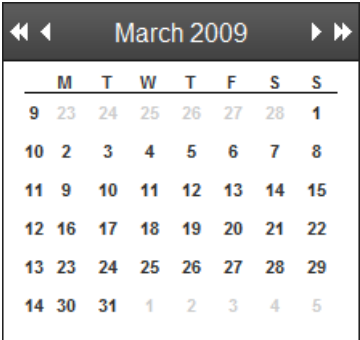 March 2009
M T W T F S S
9 23 24 25 26 27 28 1
10 2 3 4 5 6 7 8
11 9 10 11 12 13 14 15
12 16 17 18 19 20 21 22
13 23 24 25 26 27 28 29
14 30 31 1 2 3 4 5